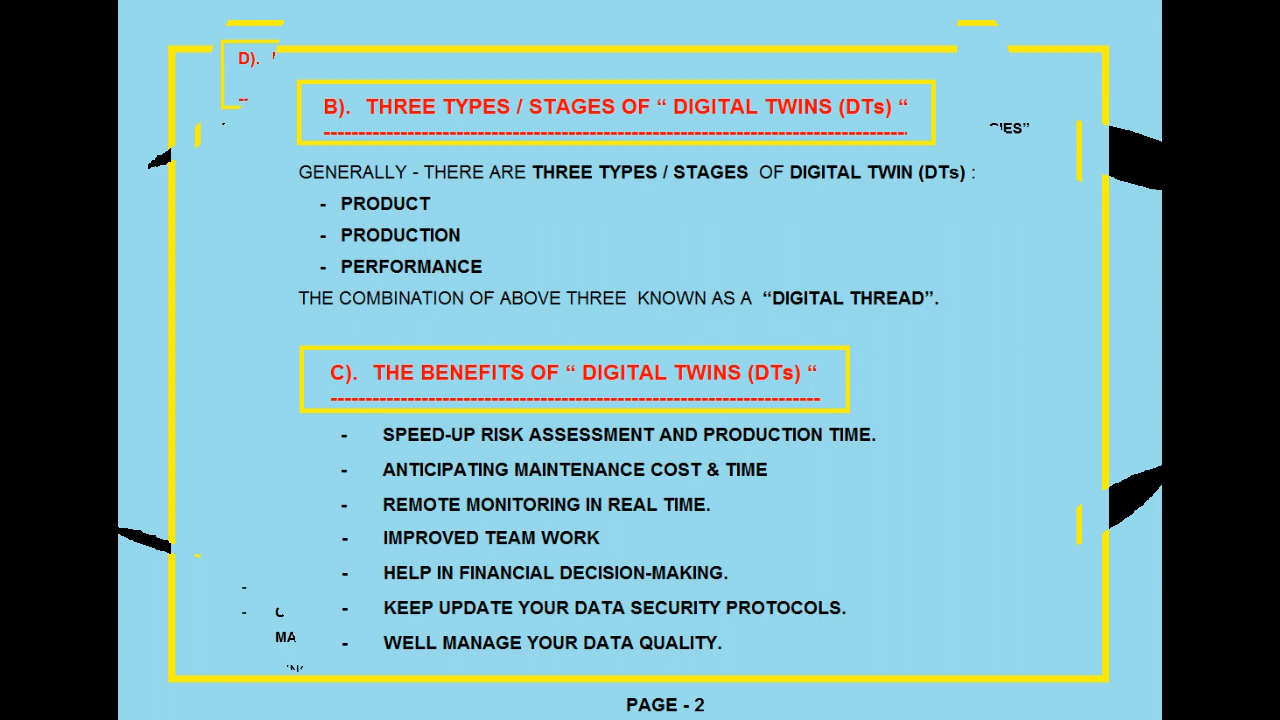 D).
B). THREE TYPES / STAGES OF “ DIGITAL TWINS (DTs) “
GENERALLY - THERE ARE THREE TYPES / STAGES OF DIGITAL TWIN (DTs) :
- PRODUCT
- PRODUCTION
- PERFORMANCE
THE COMBINATION OF ABOVE THREE KNOWN AS A “DIGITAL THREAD”.
C). THE BENEFITS OF “ DIGITAL TWINS (DTs) “
- SPEED-UP RISK ASSESSMENT AND PRODUCTION TIME.
- ANTICIPATING MAINTENANCE COST & TIME
- REMOTE MONITORING IN REAL TIME.
- IMPROVED TEAM WORK
- HELP IN FINANCIAL DECISION-MAKING.
- KEEP UPDATE YOUR DATA SECURITY PROTOCOLS.
- WELL MANAGE YOUR DATA QUALITY.
PAGE - 2